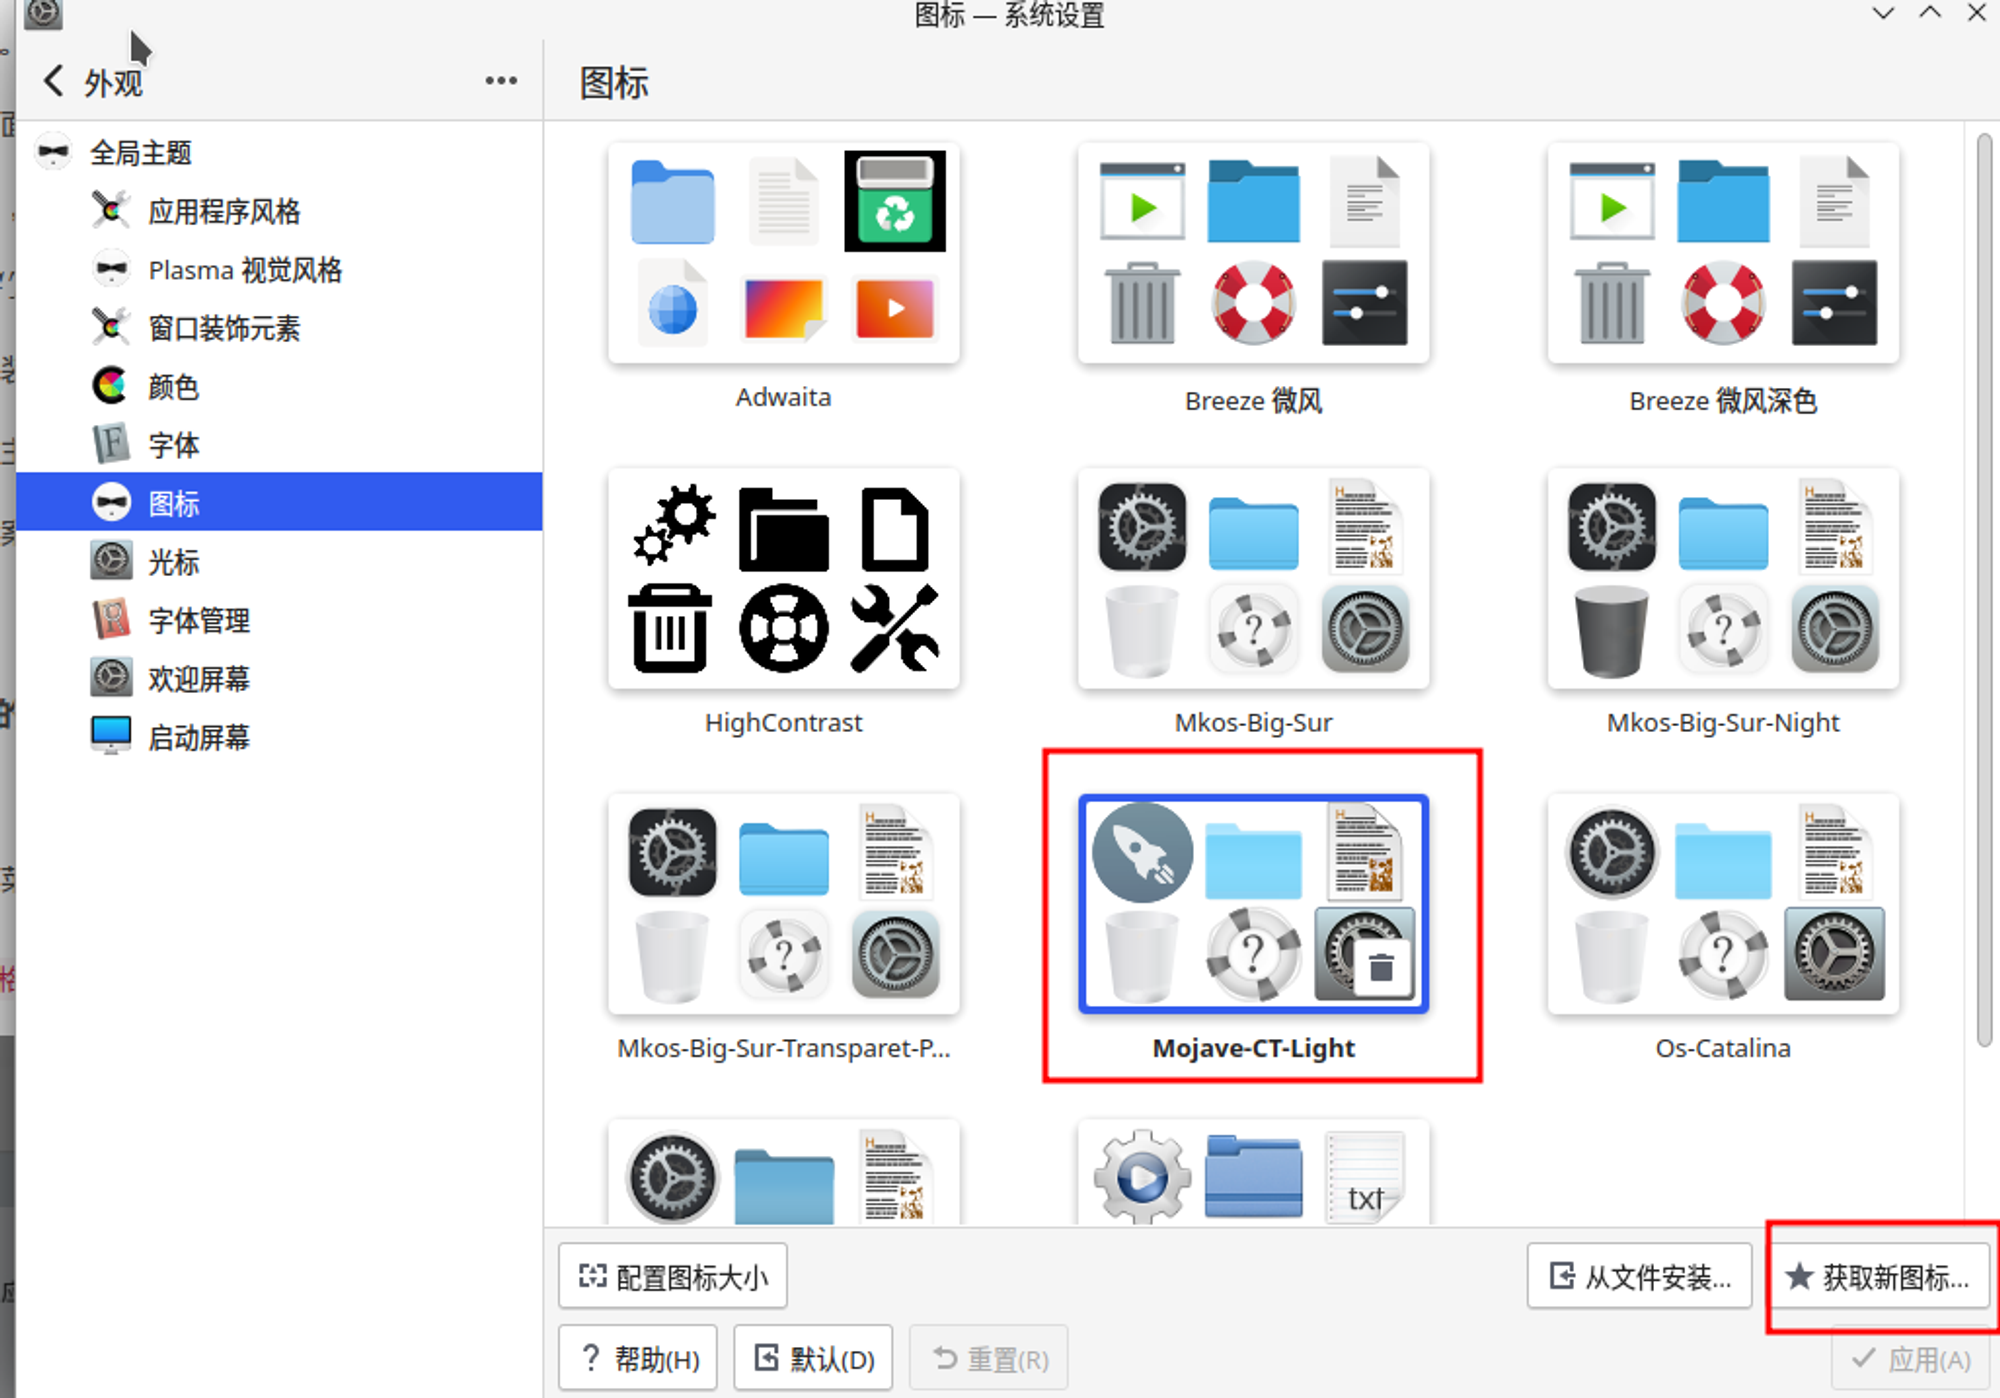 图标 — 系统设置
外观
图标
全局主题
应用程序风格
Plasma 视觉风格
窗口装饰元素
颜色
字体
图标
光标
字体管理
欢迎屏幕
启动屏幕
Adwaita
Breeze 微风
Breeze 微风深色
HighContrast
Mkos-Big-Sur
Mkos-Big-Sur-Night
Mkos-Big-Sur-Transparet-P...
Mojave-CT-Light
Os-Catalina
txt
配置图标大小
从文件安装...
获取新图标...
? 帮助(H)
默认(D)
重置(R)
应用(A)